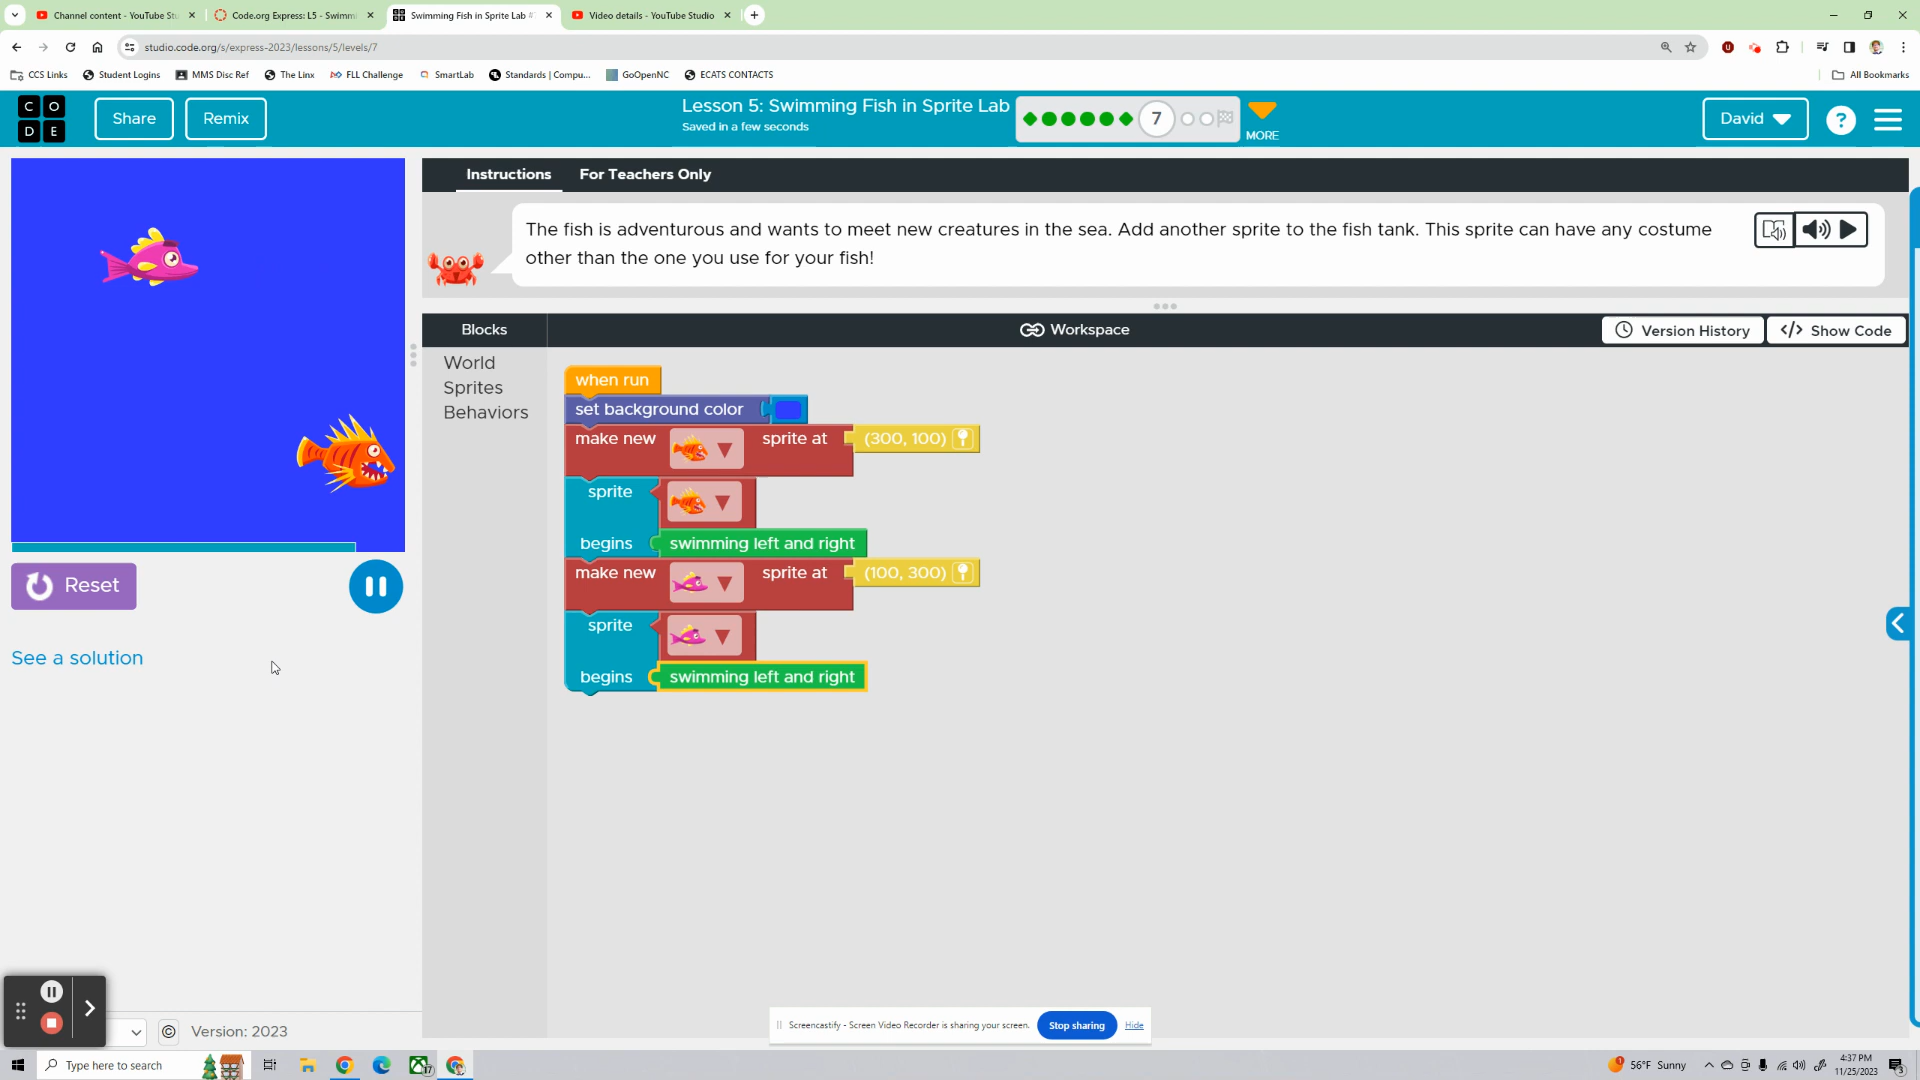 Channel content - YouTube Stu
Code.org Express: L5 - Swimmi
Swimming Fish in Sprite Lab #
Video details - YouTube Studio
studio.code.org/s/express-2023/lessons/5/levels/7
CCS Links
Student Logins
MMS Disc Ref
The Linx
FLL Challenge
SmartLab
Standards | Compu...
GoOpenNC
ECATS CONTACTS
All Bookmarks
C O
D E
Share
Remix
Lesson 5: Swimming Fish in Sprite Lab
Saved in a few seconds
7
MORE
David
?
Instructions
For Teachers Only
The fish is adventurous and wants to meet new creatures in the sea. Add another sprite to the fish tank. This sprite can have any costume
other than the one you use for your fish!
Blocks
Workspace
Version History
Show Code
World
Sprites
Behaviors
when run
set background color
make new sprite at (300, 100)
sprite
begins swimming left and right
make new sprite at (100, 300)
sprite
begins swimming left and right
Reset
See a solution
Version: 2023
Screencastify - Screen Video Recorder is sharing your screen.
Stop sharing
Hide
Type here to search
17
56°F Sunny
4:37 PM
11/25/2023